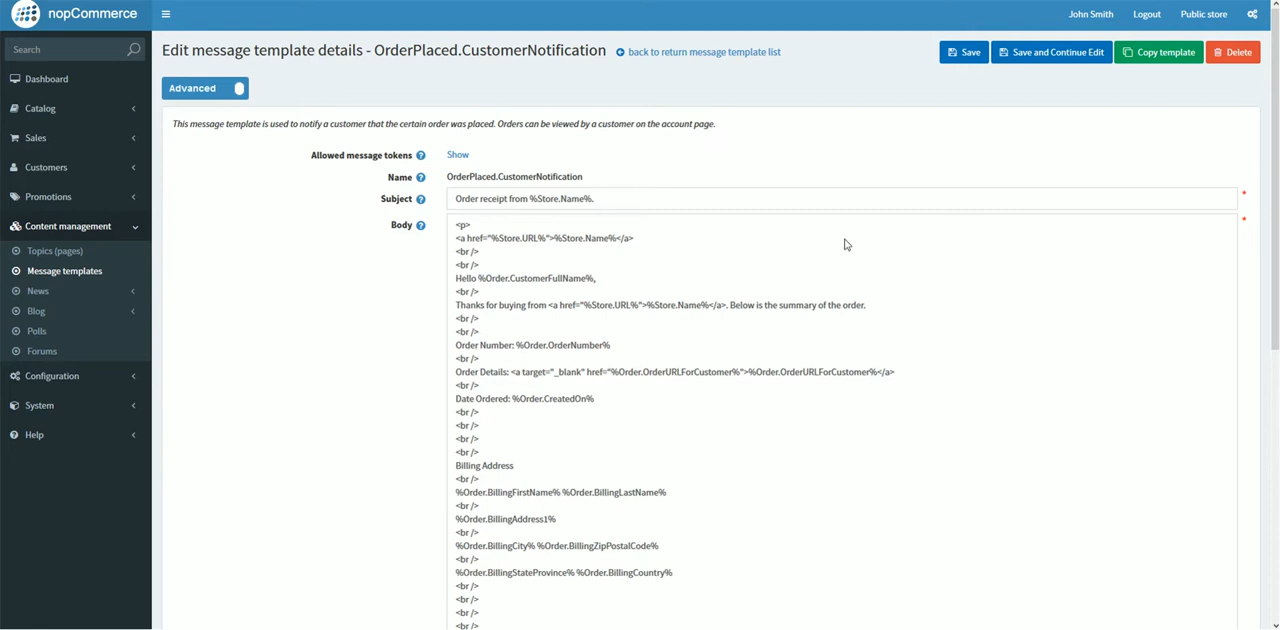 nopCommerce
John Smith
Logout
Public store
Search
Edit message template details - OrderPlaced.CustomerNotification
back to return message template list
Save
Save and Continue Edit
Copy template
Delete
Dashboard
Catalog
Sales
Customers
Promotions
Content management
Topics (pages)
Message templates
News
Blog
Polls
Forums
Configuration
System
Help
Advanced
This message template is used to notify a customer that the certain order was placed. Orders can be viewed by a customer on the account page.
Allowed message tokens ? Show
Name ? OrderPlaced.CustomerNotification
Subject ? Order receipt from %Store.Name%. *
Body ? *
<p>
<a href="%Store.URL%">%Store.Name%</a>
<br />
<br />
Hello %Order.CustomerFullName%,
<br />
Thanks for buying from <a href="%Store.URL%">%Store.Name%</a>. Below is the summary of the order.
<br />
<br />
Order Number: %Order.OrderNumber%
<br />
Order Details: <a target="_blank" href="%Order.OrderURLForCustomer%">%Order.OrderURLForCustomer%</a>
<br />
Date Ordered: %Order.CreatedOn%
<br />
<br />
<br />
<br />
Billing Address
<br />
%Order.BillingFirstName% %Order.BillingLastName%
<br />
%Order.BillingAddress1%
<br />
%Order.BillingCity% %Order.BillingZipPostalCode%
<br />
%Order.BillingStateProvince% %Order.BillingCountry%
<br />
<br />
<br />
<br />